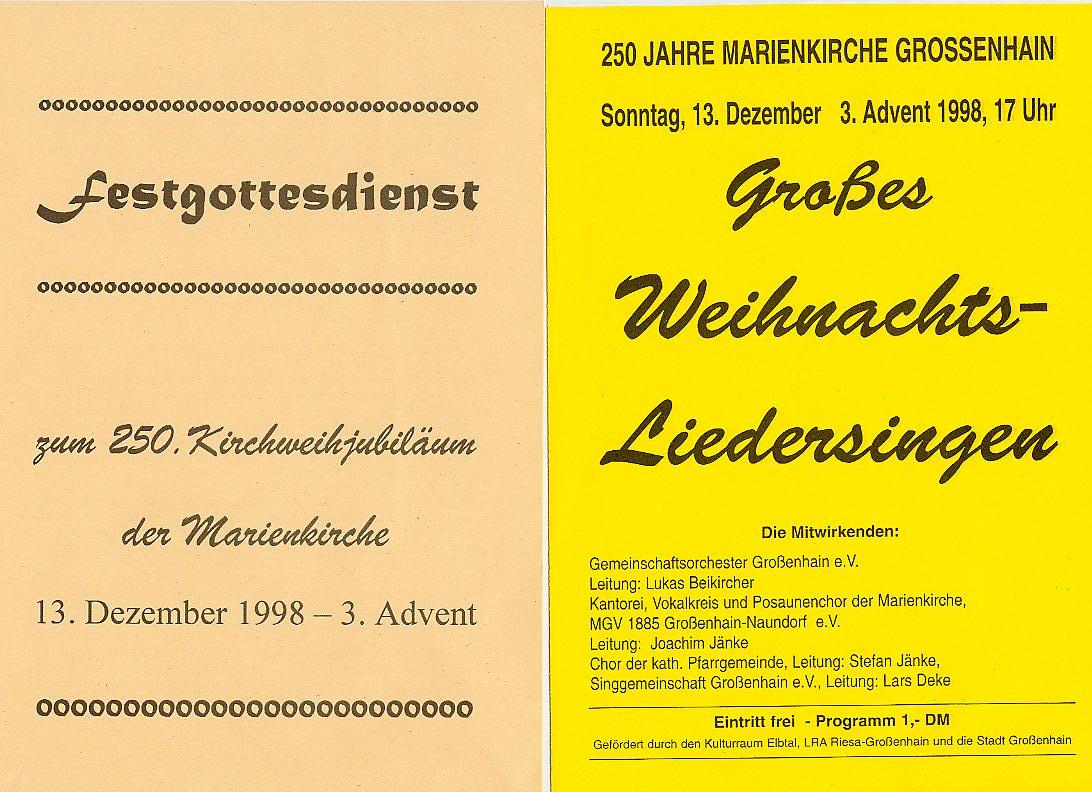 Festgottesdienst
zum 250. Kirchweihjubiläum
der Marienkirche
13. Dezember 1998 – 3. Advent
250 JAHRE MARIENKIRCHE GROSSENHAIN
Sonntag, 13. Dezember 3. Advent 1998, 17 Uhr
Großes
Weihnachts-
Liedersingen
Die Mitwirkenden:
Gemeinschaftsorchester Großenhain e.V.
Leitung: Lukas Beikircher
Kantorei, Vokalkreis und Posaunenchor der Marienkirche,
MGV 1885 Großenhain-Naundorf e.V.
Leitung: Joachim Jänke
Chor der kath. Pfarrgemeinde, Leitung: Stefan Jänke,
Singgemeinschaft Großenhain e.V., Leitung: Lars Deke
Eintritt frei - Programm 1,- DM
Gefördert durch den Kulturraum Elbtal, LRA Riesa-Großenhain und die Stadt Großenhain